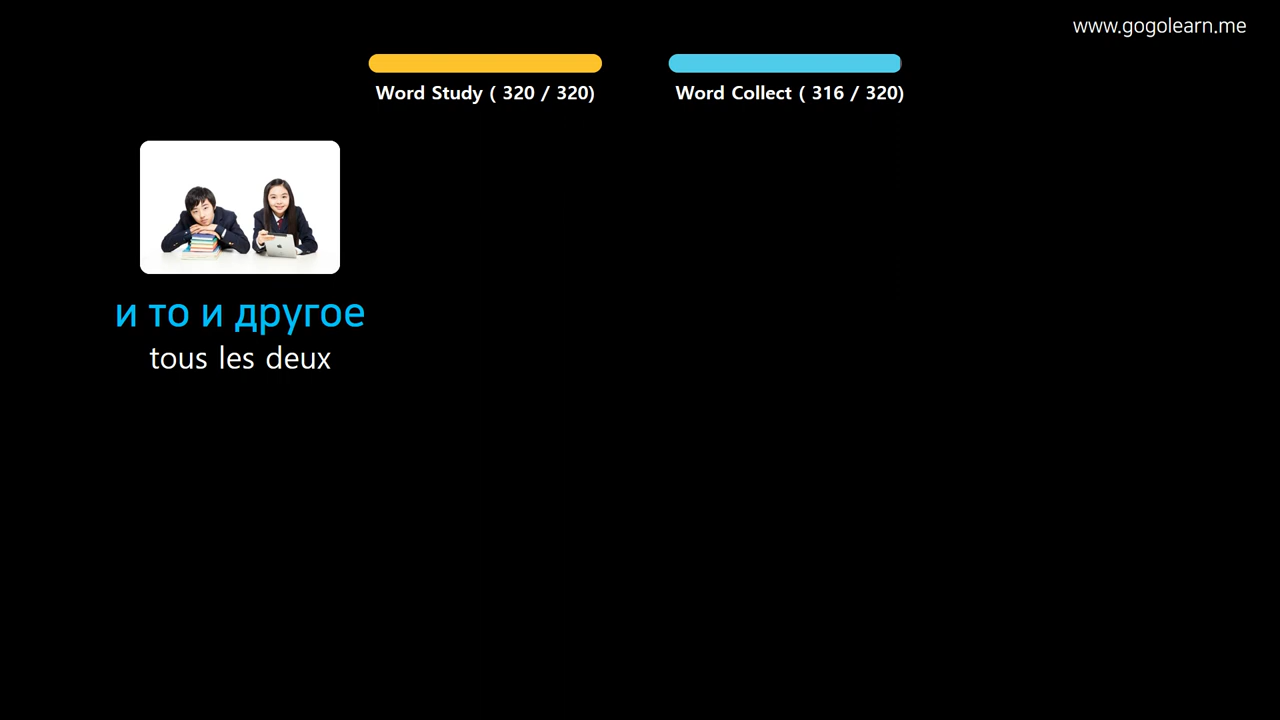 www.gogolearn.me
Word Study ( 320 / 320)
Word Collect ( 316 / 320)
и то и другое
tous les deux